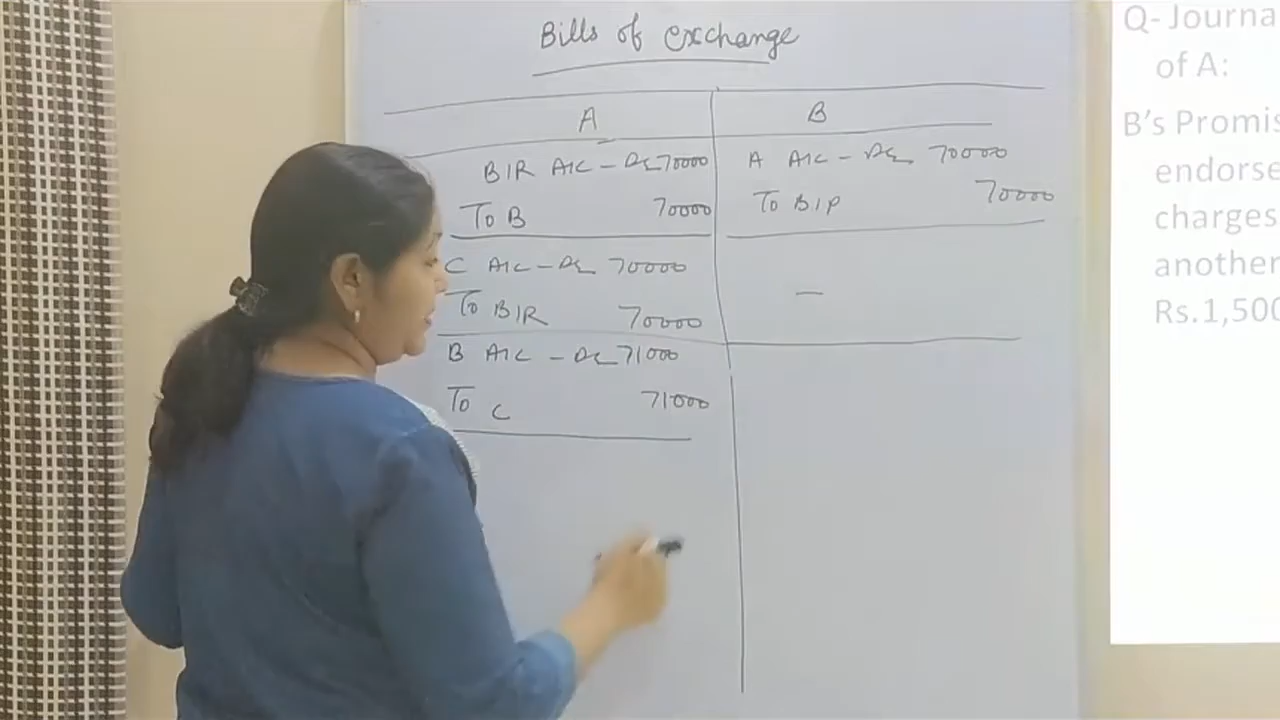 Bills of exchange
A
B
B/R A/C - Dr 70000
To B 70000
C A/C - Dr 70000
To B/R 70000
B A/C - Dr 71000
To C 71000
A A/C - Dr 70000
To B/P 70000
—
Q- Journa
of A:
B's Promis
endorse
charges
another
Rs.1,500